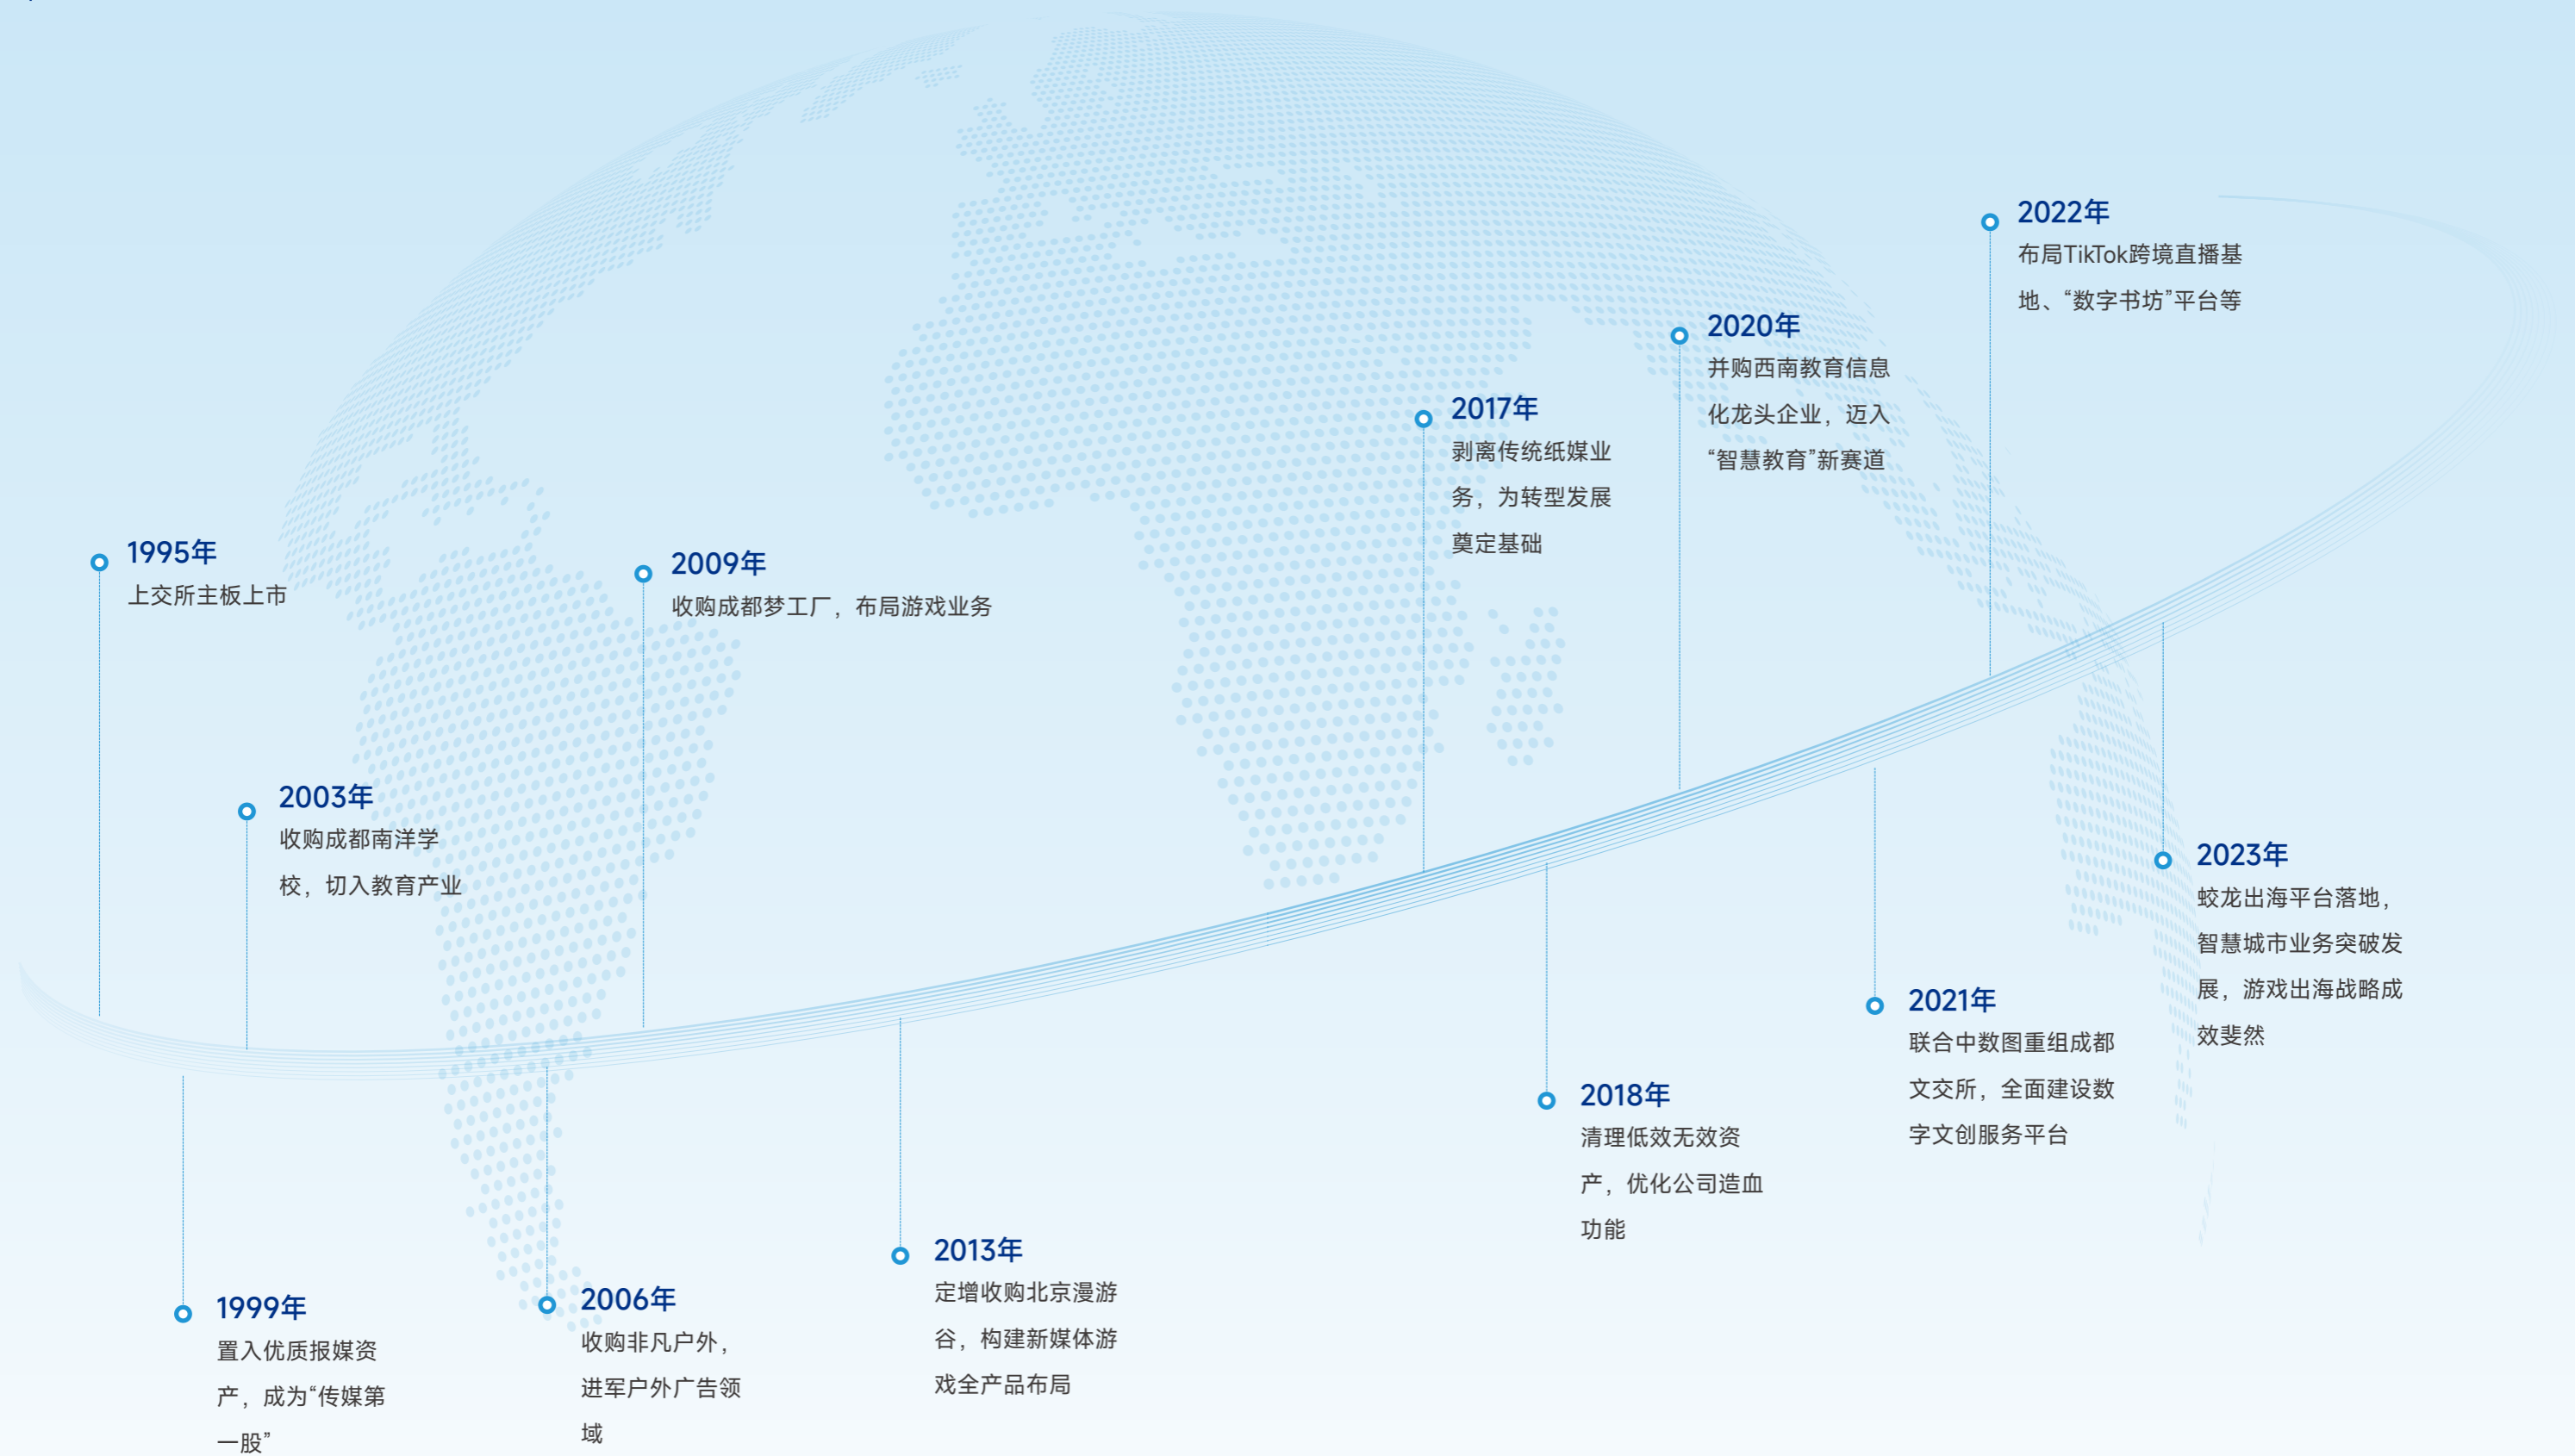 1995年
上交所主板上市
1999年
置入优质报媒资
产，成为“传媒第
一股”
2003年
收购成都南洋学
校，切入教育产业
2006年
收购非凡户外，
进军户外广告领
域
2009年
收购成都梦工厂，布局游戏业务
2013年
定增收购北京漫游
谷，构建新媒体游
戏全产品布局
2017年
剥离传统纸媒业
务，为转型发展
奠定基础
2018年
清理低效无效资
产，优化公司造血
功能
2020年
并购西南教育信息
化龙头企业，迈入
“智慧教育”新赛道
2021年
联合中数图重组成都
文交所，全面建设数
字文创服务平台
2022年
布局TikTok跨境直播基
地、“数字书坊”平台等
2023年
蛟龙出海平台落地，
智慧城市业务突破发
展，游戏出海战略成
效斐然